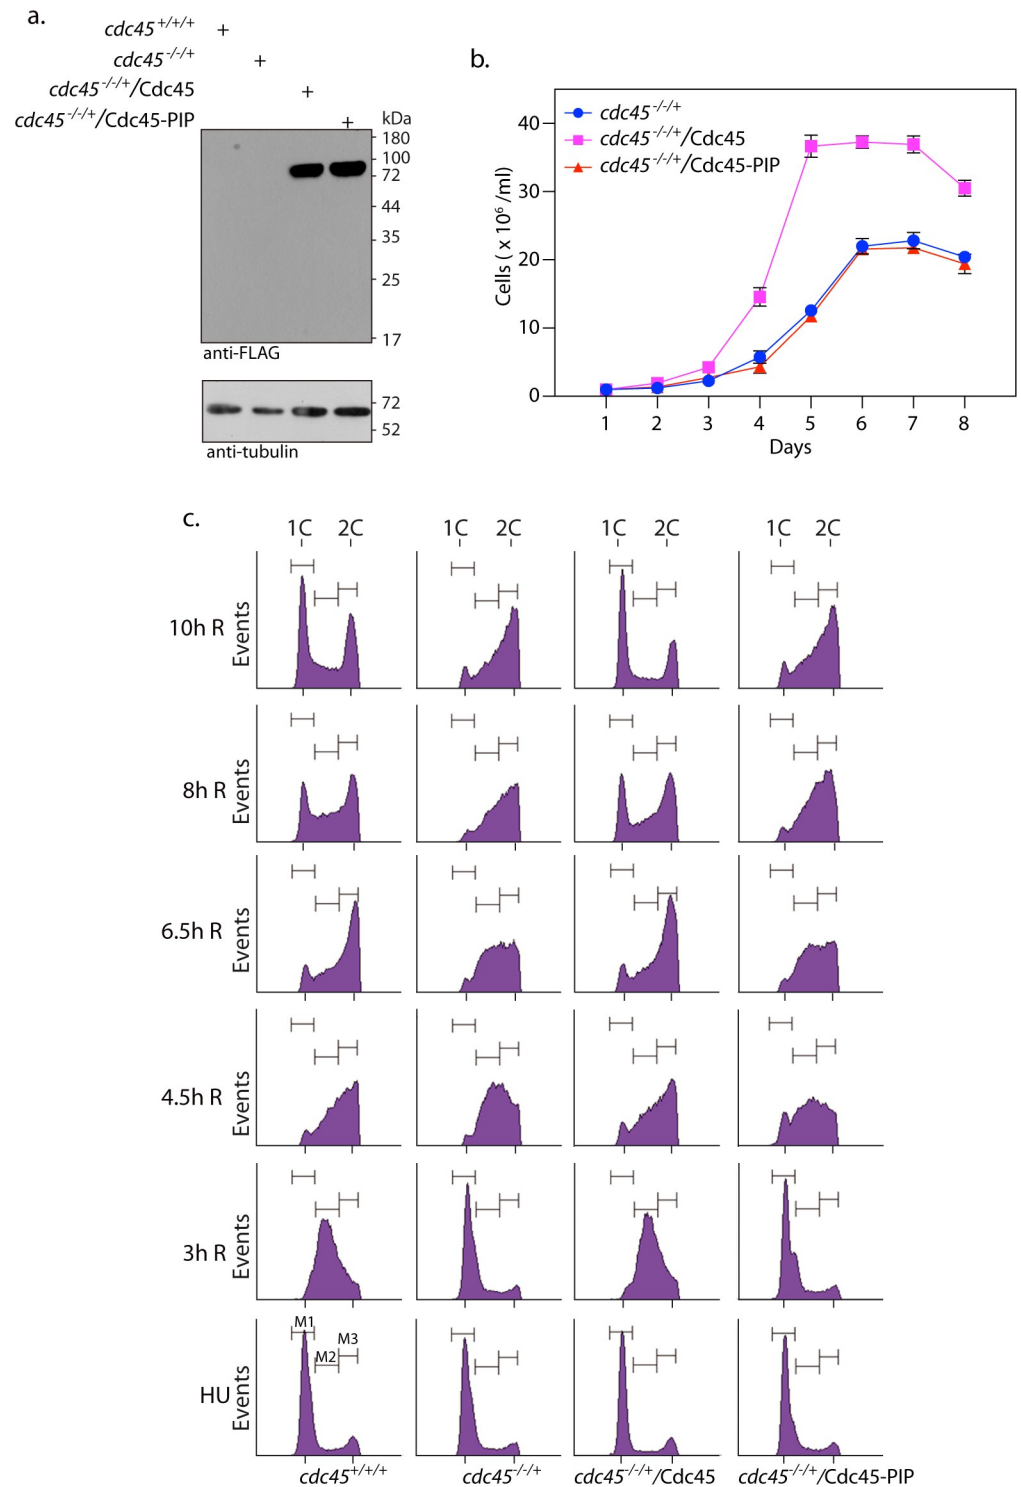 a.
cdc45+/+/+ +
cdc45-/-/+ +
cdc45-/-/+/Cdc45 +
cdc45-/-/+/Cdc45-PIP +
kDa
180
100
72
44
35
25
17
anti-FLAG
72
52
anti-tubulin
b.
cdc45-/-/+
cdc45-/-/+/Cdc45
cdc45-/-/+/Cdc45-PIP
Cells ( x 10⁶ /ml)
40
30
20
10
0
1 2 3 4 5 6 7 8
Days
c.
1C 2C 1C 2C 1C 2C 1C 2C
10h R Events
8h R Events
6.5h R Events
4.5h R Events
3h R Events
HU Events
M1
M2
M3
cdc45+/+/+ cdc45-/-/+ cdc45-/-/+/Cdc45 cdc45-/-/+/Cdc45-PIP